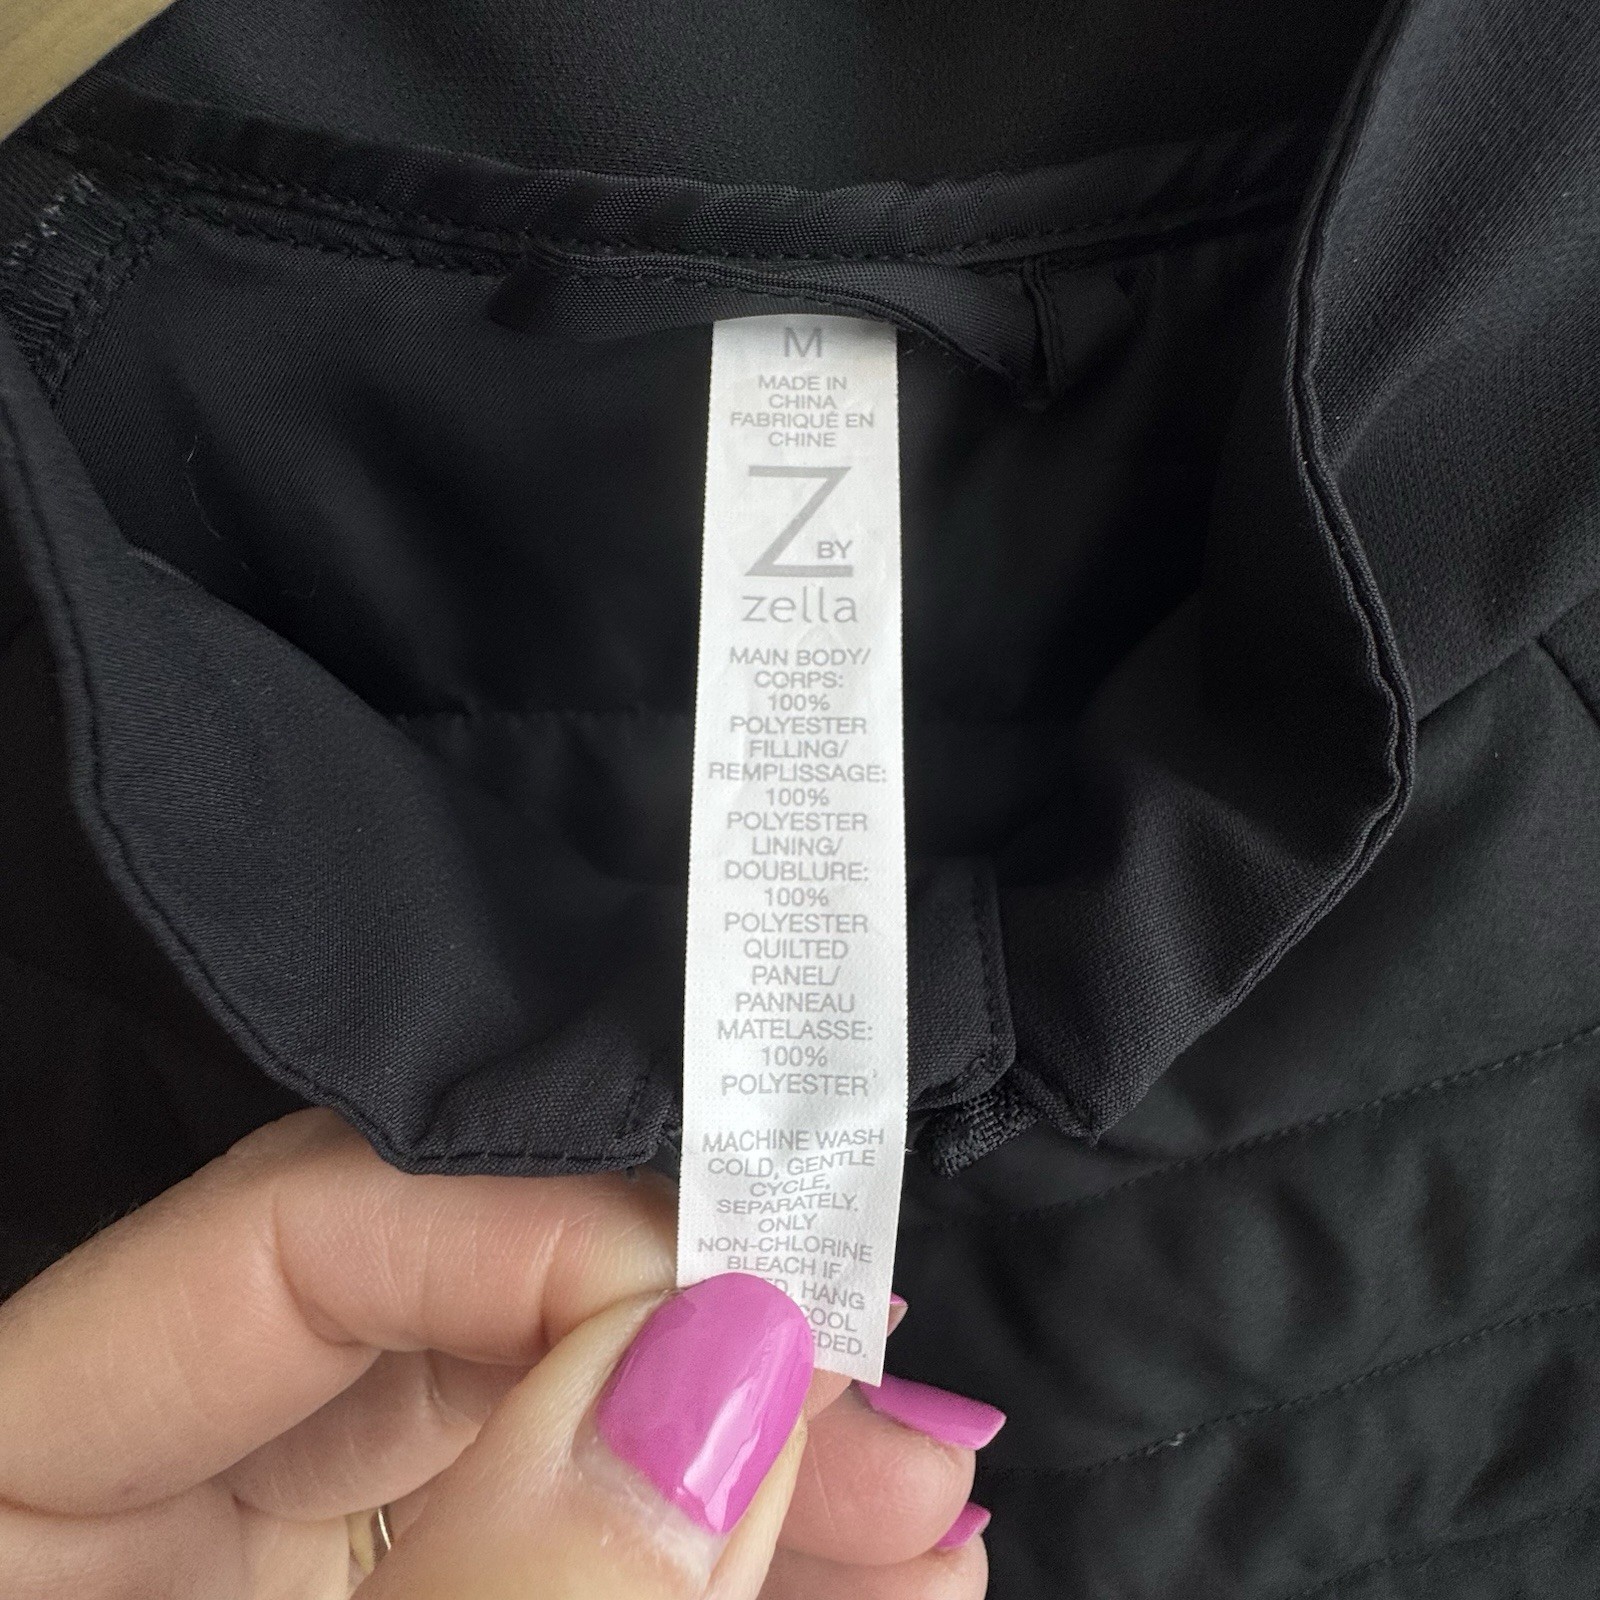 M
MADE IN
CHINA
FABRIQUÉ EN
CHINE
Z BY
zella
MAIN BODY/
CORPS:
100%
POLYESTER
FILLING/
REMPLISSAGE:
100%
POLYESTER
LINING/
DOUBLURE:
100%
POLYESTER
QUILTED
PANEL/
PANNEAU
MATELASSE:
100%
POLYESTER
MACHINE WASH
COLD, GENTLE
CYCLE,
SEPARATELY.
ONLY
NON-CHLORINE
BLEACH IF
HANG
COOL